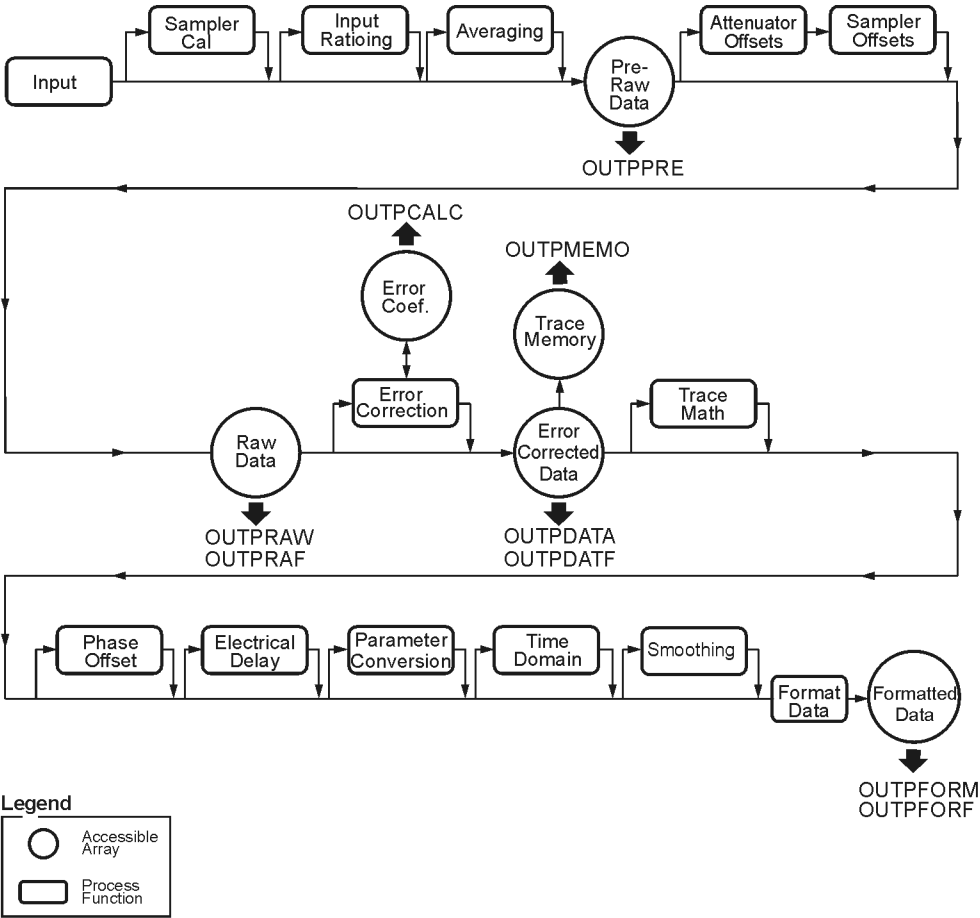 Input
Sampler
Cal
Input
Ratioing
Averaging
Pre-
Raw
Data
OUTPPRE
Attenuator
Offsets
Sampler
Offsets
OUTPCALC
Error
Coef.
OUTPMEMO
Trace
Memory
Error
Correction
Trace
Math
Raw
Data
Error
Corrected
Data
OUTPRAW
OUTPRAF
OUTPDATA
OUTPDATF
Phase
Offset
Electrical
Delay
Parameter
Conversion
Time
Domain
Smoothing
Format
Data
Formatted
Data
OUTPFORM
OUTPFORF
Legend
Accessible
Array
Process
Function